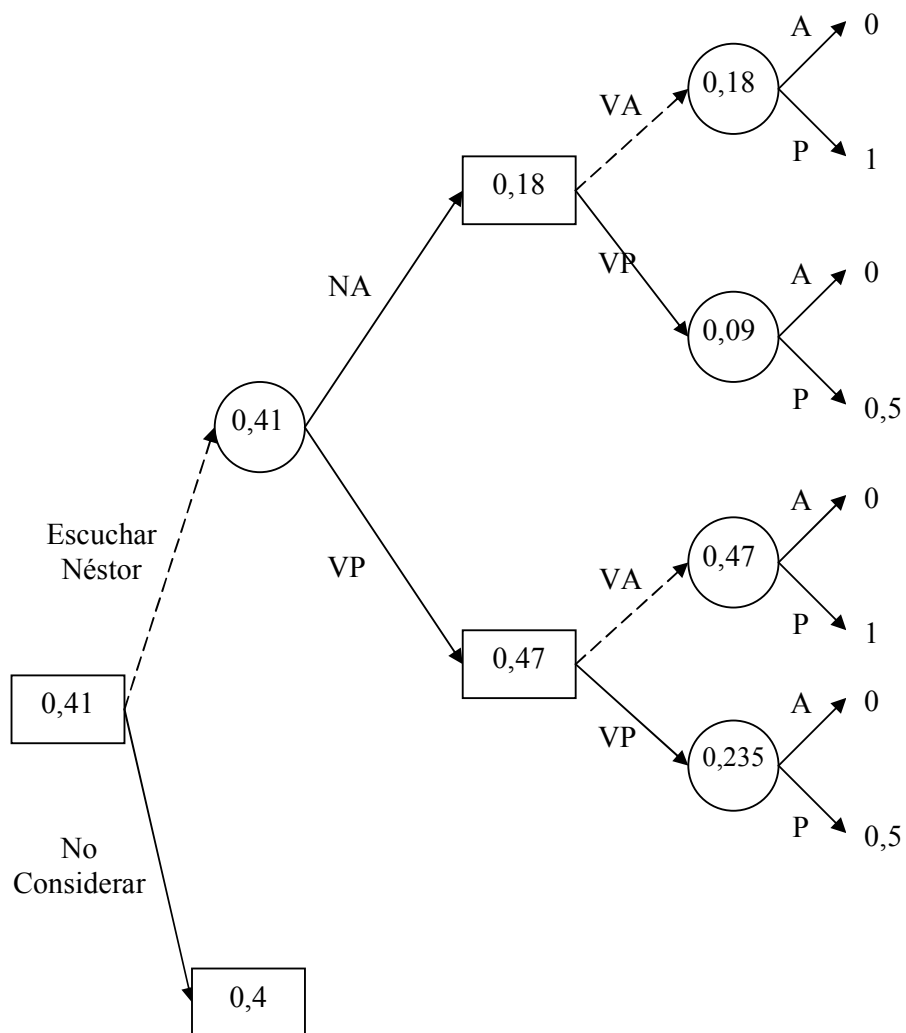 A
0
0,18
VA
P
1
0,18
A
0
VP
NA
0,09
P
0,5
0,41
A
0
Escuchar
Néstor
VP
0,47
VA
P
1
0,47
0,41
A
0
VP
0,235
P
0,5
No
Considerar
0,4